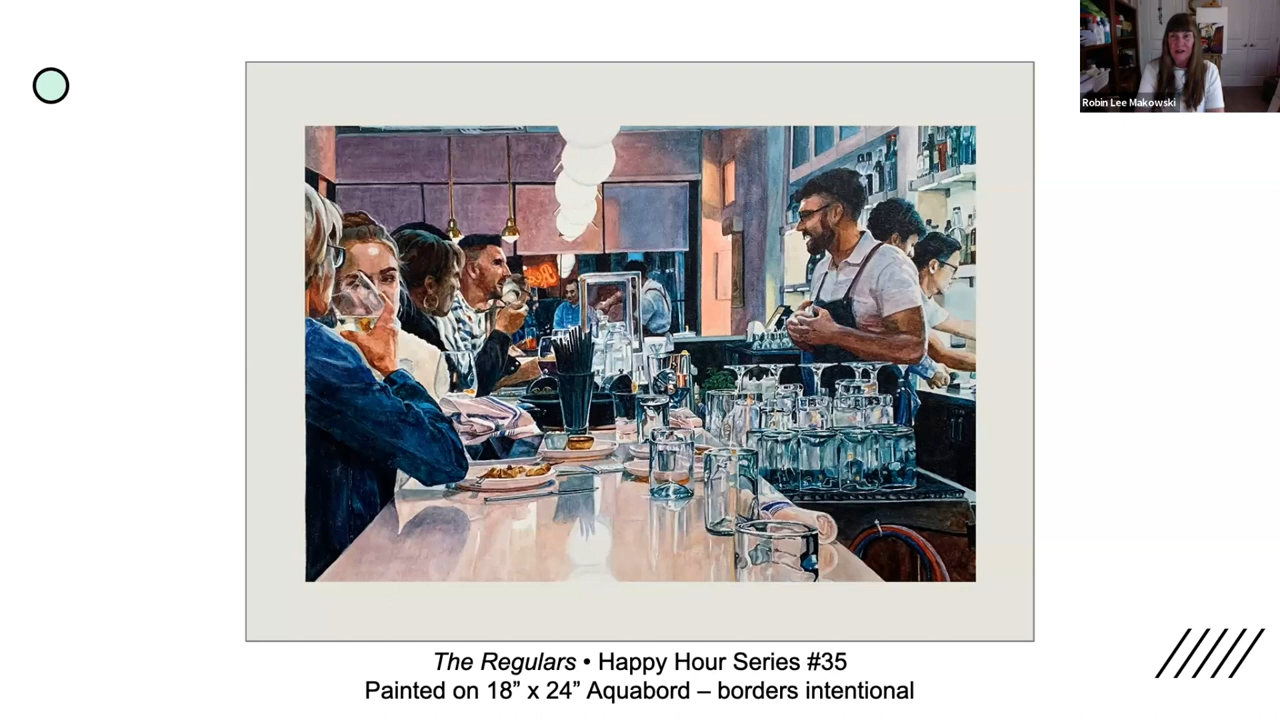 Robin Lee Makowski
The Regulars • Happy Hour Series #35
Painted on 18” x 24” Aquabord – borders intentional